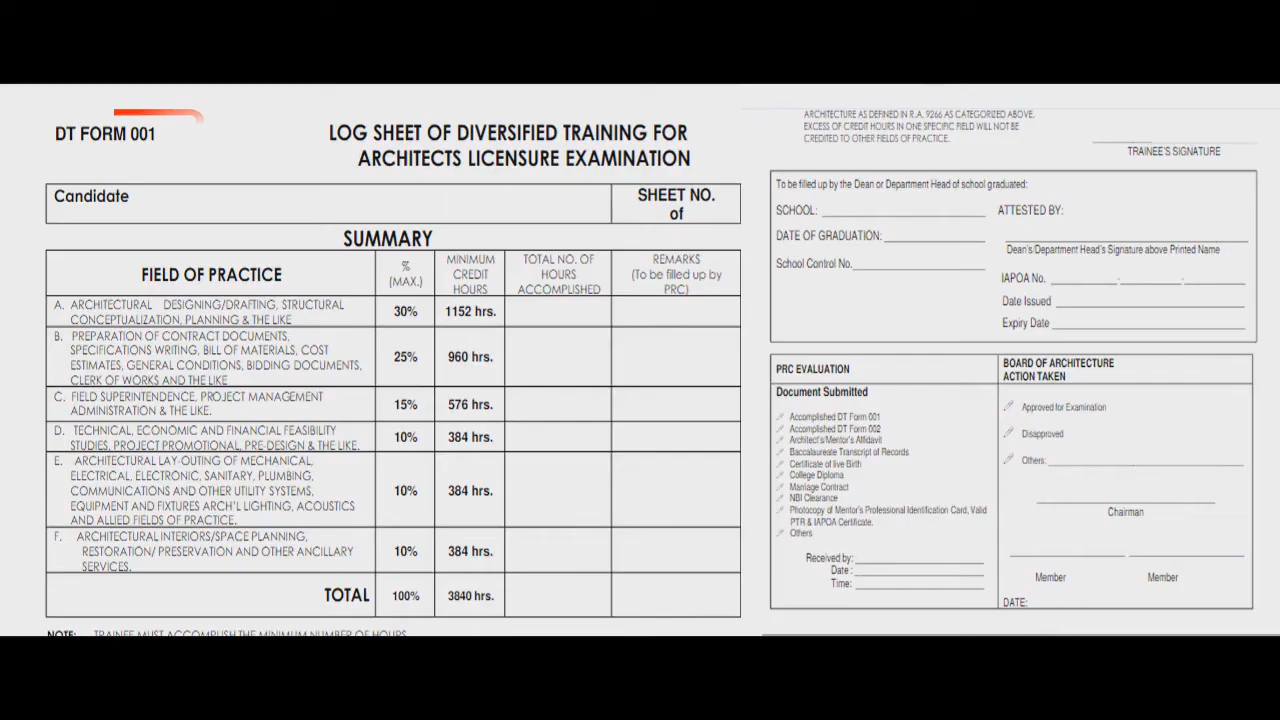 DT FORM 001
LOG SHEET OF DIVERSIFIED TRAINING FOR
ARCHITECTS LICENSURE EXAMINATION
Candidate
SHEET NO.
of
SUMMARY
FIELD OF PRACTICE
%
(MAX.)
MINIMUM
CREDIT
HOURS
TOTAL NO. OF
HOURS
ACCOMPLISHED
REMARKS
(To be filled up by
PRC)
A. ARCHITECTURAL DESIGNING/DRAFTING, STRUCTURAL
CONCEPTUALIZATION, PLANNING & THE LIKE
30%
1152 hrs.
B. PREPARATION OF CONTRACT DOCUMENTS,
SPECIFICATIONS WRITING, BILL OF MATERIALS, COST
ESTIMATES, GENERAL CONDITIONS, BIDDING DOCUMENTS,
CLERK OF WORKS AND THE LIKE
25%
960 hrs.
C. FIELD SUPERINTENDENCE, PROJECT MANAGEMENT
ADMINISTRATION & THE LIKE.
15%
576 hrs.
D. TECHNICAL, ECONOMIC AND FINANCIAL FEASIBILITY
STUDIES, PROJECT PROMOTIONAL, PRE-DESIGN & THE LIKE.
10%
384 hrs.
E. ARCHITECTURAL LAY-OUTING OF MECHANICAL,
ELECTRICAL, ELECTRONIC, SANITARY, PLUMBING,
COMMUNICATIONS AND OTHER UTILITY SYSTEMS,
EQUIPMENT AND FIXTURES ARCH'L LIGHTING, ACOUSTICS
AND ALLIED FIELDS OF PRACTICE.
10%
384 hrs.
F. ARCHITECTURAL INTERIORS/SPACE PLANNING,
RESTORATION/ PRESERVATION AND OTHER ANCILLARY
SERVICES.
10%
384 hrs.
TOTAL
100%
3840 hrs.
NOTE: TRAINEE MUST ACCOMPLISH THE MINIMUM NUMBER OF HOURS
ARCHITECTURE AS DEFINED IN R.A. 9266 AS CATEGORIZED ABOVE.
EXCESS OF CREDIT HOURS IN ONE SPECIFIC FIELD WILL NOT BE
CREDITED TO OTHER FIELDS OF PRACTICE.
TRAINEE'S SIGNATURE
To be filled up by the Dean or Department Head of school graduated:
SCHOOL:
ATTESTED BY:
DATE OF GRADUATION:
Dean's/Department Head's Signature above Printed Name
School Control No.
IAPOA No. - -
Date Issued
Expiry Date
PRC EVALUATION
Document Submitted
Accomplished DT Form 001
Accomplished DT Form 002
Architect's/Mentor's Affidavit
Baccalaureate Transcript of Records
Certificate of live Birth
College Diploma
Marriage Contract
NBI Clearance
Photocopy of Mentor's Professional Identification Card, Valid
PTR & IAPOA Certificate.
Others
Received by:
Date :
Time:
BOARD OF ARCHITECTURE
ACTION TAKEN
Approved for Examination
Disapproved
Others:
Chairman
Member Member
DATE: